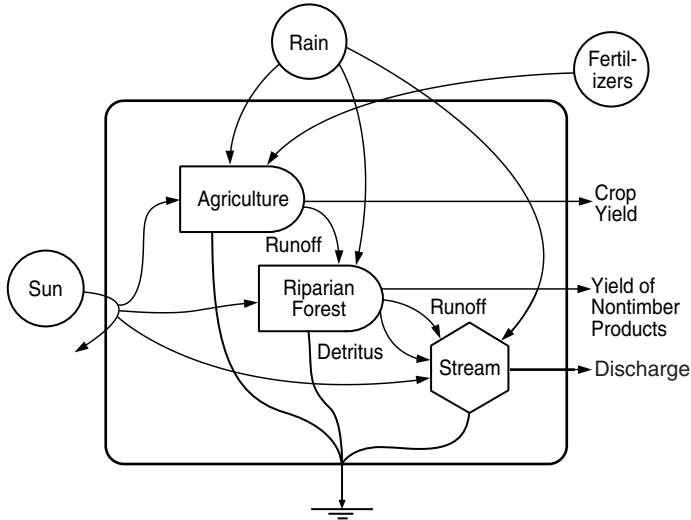 Rain
Fertil-
izers
Agriculture
Crop
Yield
Runoff
Sun
Riparian
Forest
Yield of
Nontimber
Products
Runoff
Detritus
Stream
Discharge